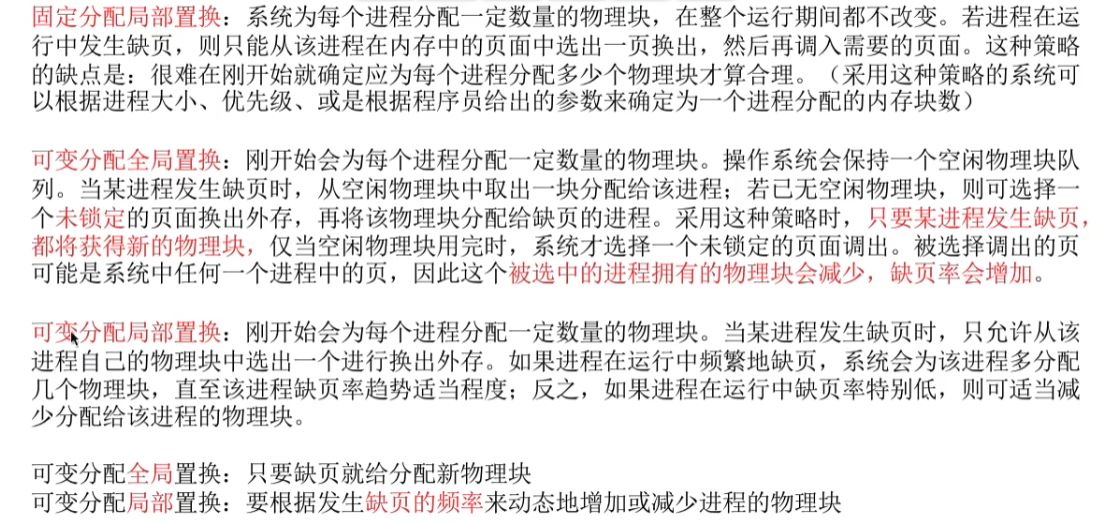 固定分配局部置换：系统为每个进程分配一定数量的物理块，在整个运行期间都不改变。若进程在运
行中发生缺页，则只能从该进程在内存中的页面中选出一页换出，然后再调入需要的页面。这种策略
的缺点是：很难在刚开始就确定应为每个进程分配多少个物理块才算合理。（采用这种策略的系统可
以根据进程大小、优先级、或是根据程序员给出的参数来确定为一个进程分配的内存块数）
可变分配全局置换：刚开始会为每个进程分配一定数量的物理块。操作系统会保持一个空闲物理块队
列。当某进程发生缺页时，从空闲物理块中取出一块分配给该进程；若已无空闲物理块，则可选择一
个未锁定的页面换出外存，再将该物理块分配给缺页的进程。采用这种策略时，只要某进程发生缺页，
都将获得新的物理块，仅当空闲物理块用完时，系统才选择一个未锁定的页面调出。被选择调出的页
可能是系统中任何一个进程中的页，因此这个被选中的进程拥有的物理块会减少，缺页率会增加。
可变分配局部置换：刚开始会为每个进程分配一定数量的物理块。当某进程发生缺页时，只允许从该
进程自己的物理块中选出一个进行换出外存。如果进程在运行中频繁地缺页，系统会为该进程多分配
几个物理块，直至该进程缺页率趋势适当程度；反之，如果进程在运行中缺页率特别低，则可适当减
少分配给该进程的物理块。
可变分配全局置换：只要缺页就给分配新物理块
可变分配局部置换：要根据发生缺页的频率来动态地增加或减少进程的物理块